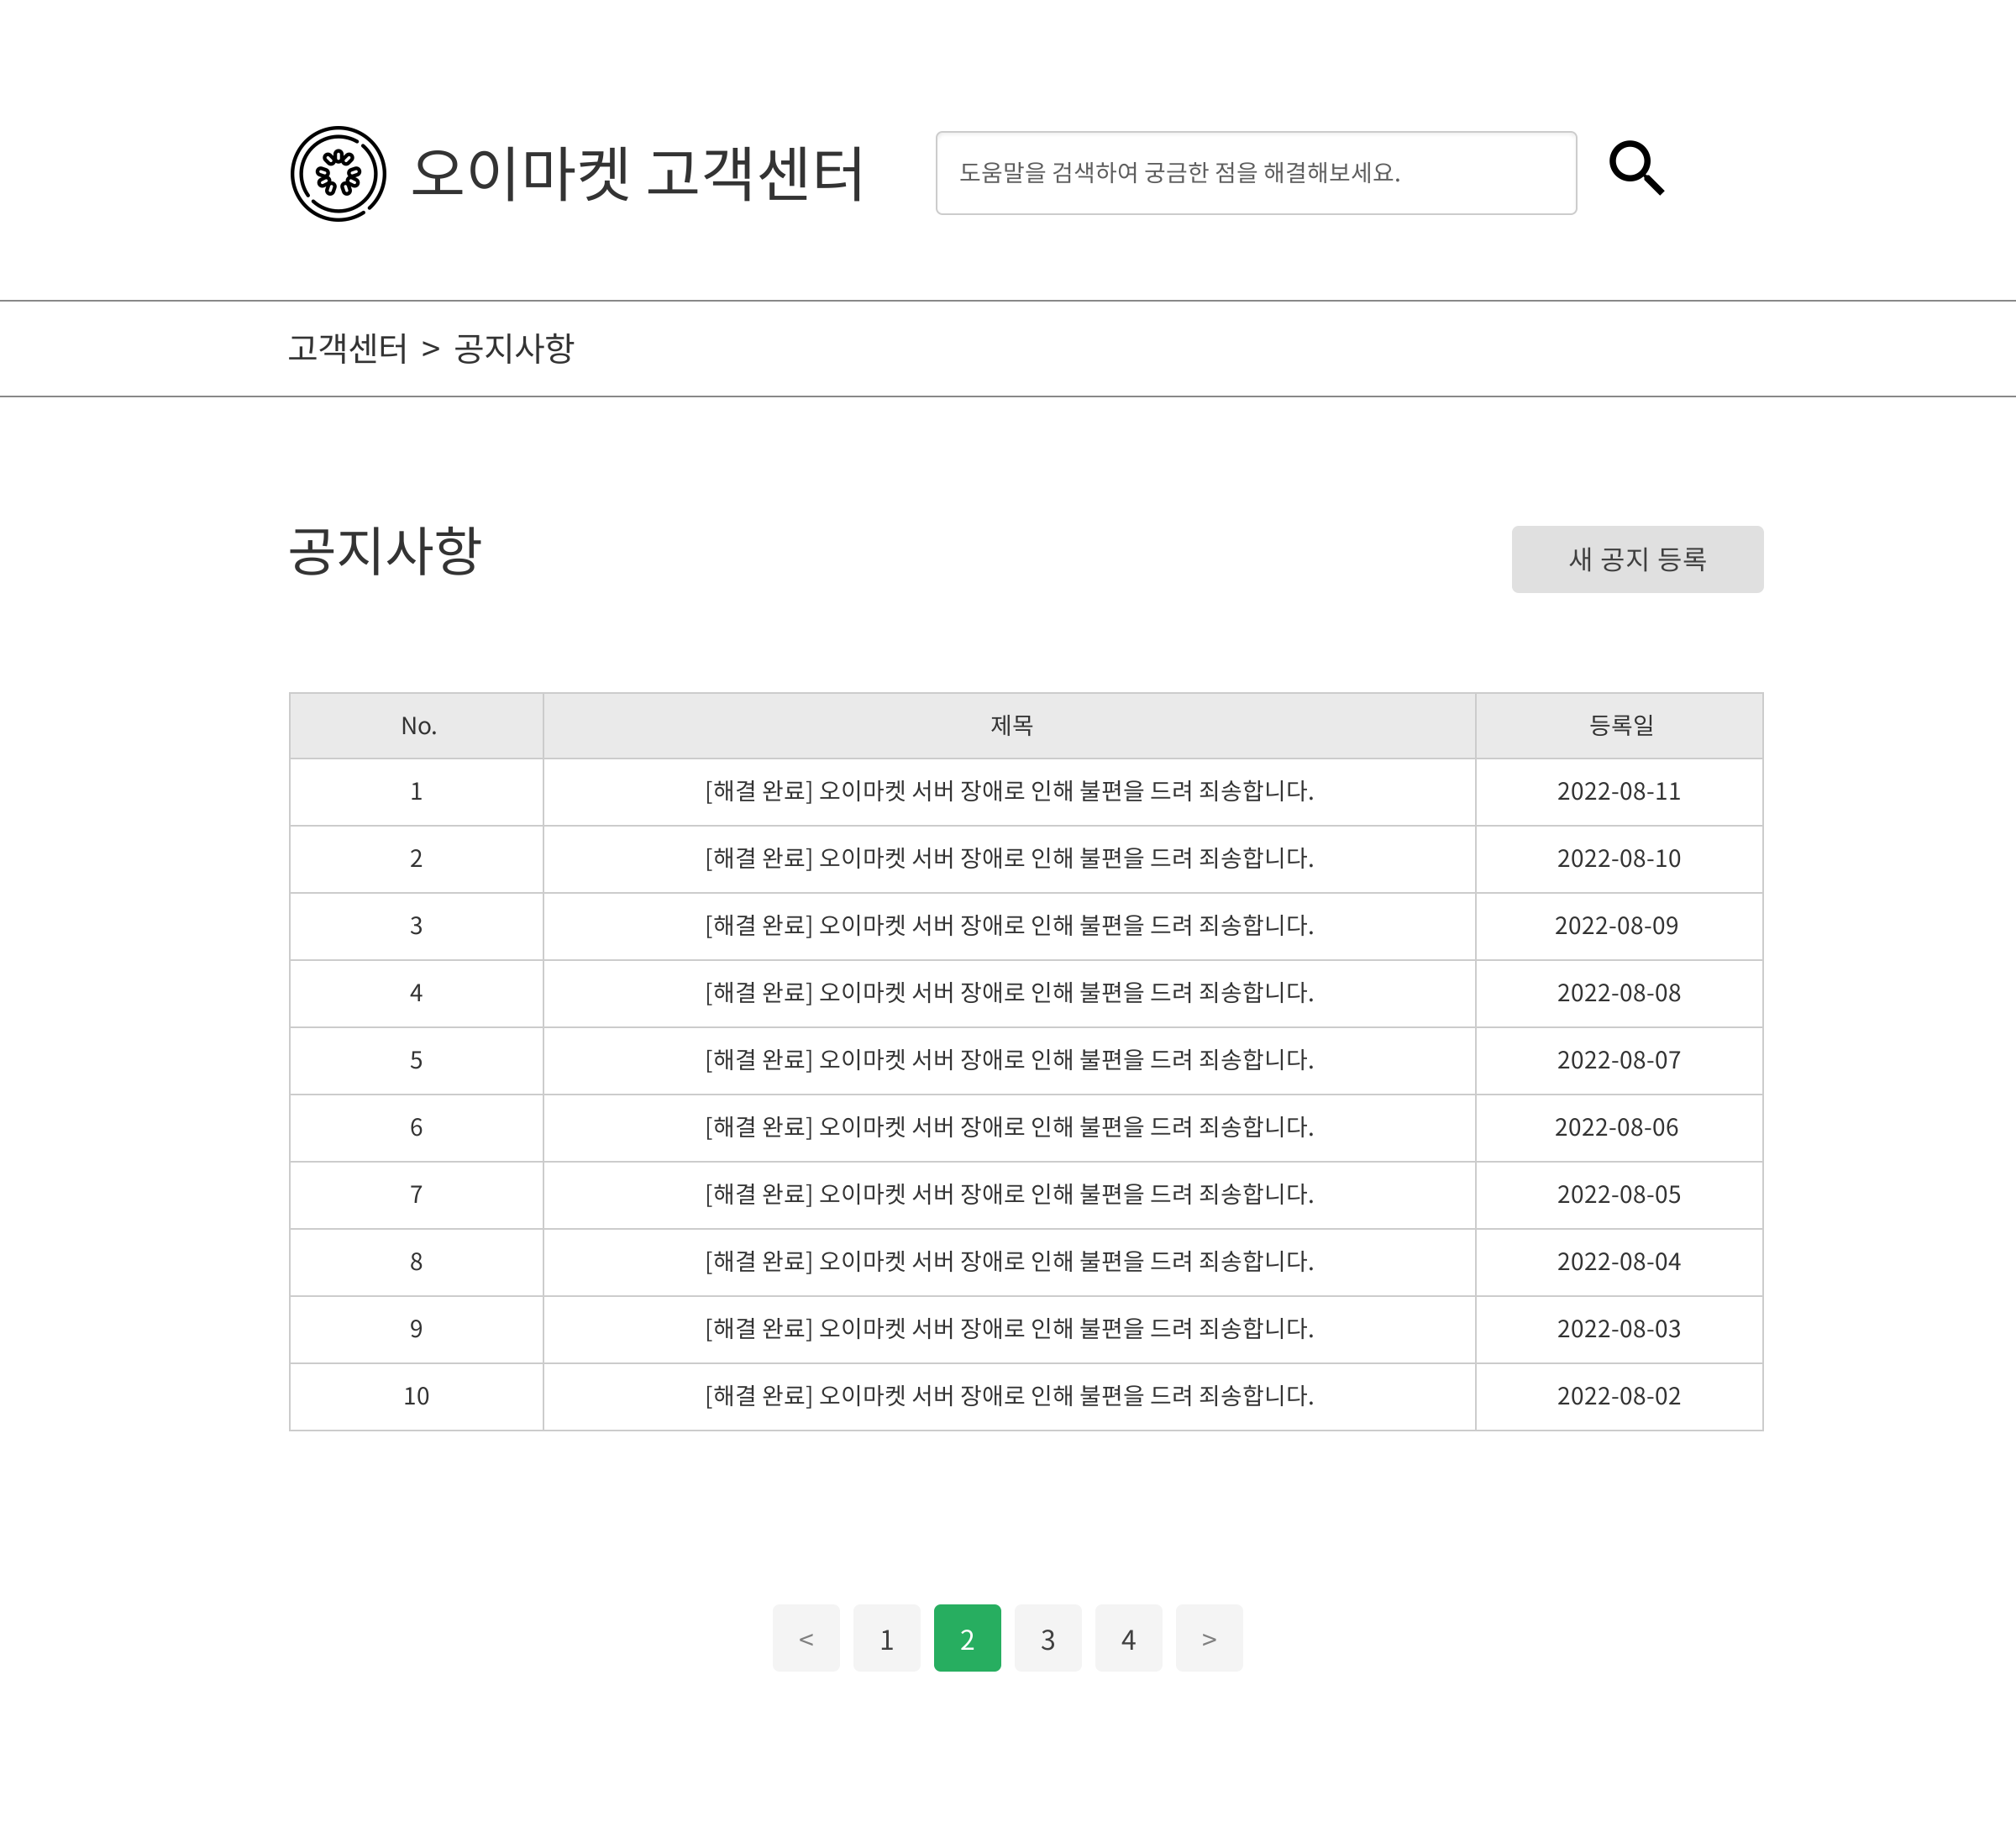 오이마켓 고객센터
도움말을 검색하여 궁금한 점을 해결해보세요.
고객센터 > 공지사항
공지사항
새 공지 등록
No. 제목 등록일
1 [해결 완료] 오이마켓 서버 장애로 인해 불편을 드려 죄송합니다. 2022-08-11
2 [해결 완료] 오이마켓 서버 장애로 인해 불편을 드려 죄송합니다. 2022-08-10
3 [해결 완료] 오이마켓 서버 장애로 인해 불편을 드려 죄송합니다. 2022-08-09
4 [해결 완료] 오이마켓 서버 장애로 인해 불편을 드려 죄송합니다. 2022-08-08
5 [해결 완료] 오이마켓 서버 장애로 인해 불편을 드려 죄송합니다. 2022-08-07
6 [해결 완료] 오이마켓 서버 장애로 인해 불편을 드려 죄송합니다. 2022-08-06
7 [해결 완료] 오이마켓 서버 장애로 인해 불편을 드려 죄송합니다. 2022-08-05
8 [해결 완료] 오이마켓 서버 장애로 인해 불편을 드려 죄송합니다. 2022-08-04
9 [해결 완료] 오이마켓 서버 장애로 인해 불편을 드려 죄송합니다. 2022-08-03
10 [해결 완료] 오이마켓 서버 장애로 인해 불편을 드려 죄송합니다. 2022-08-02
< 1 2 3 4 >